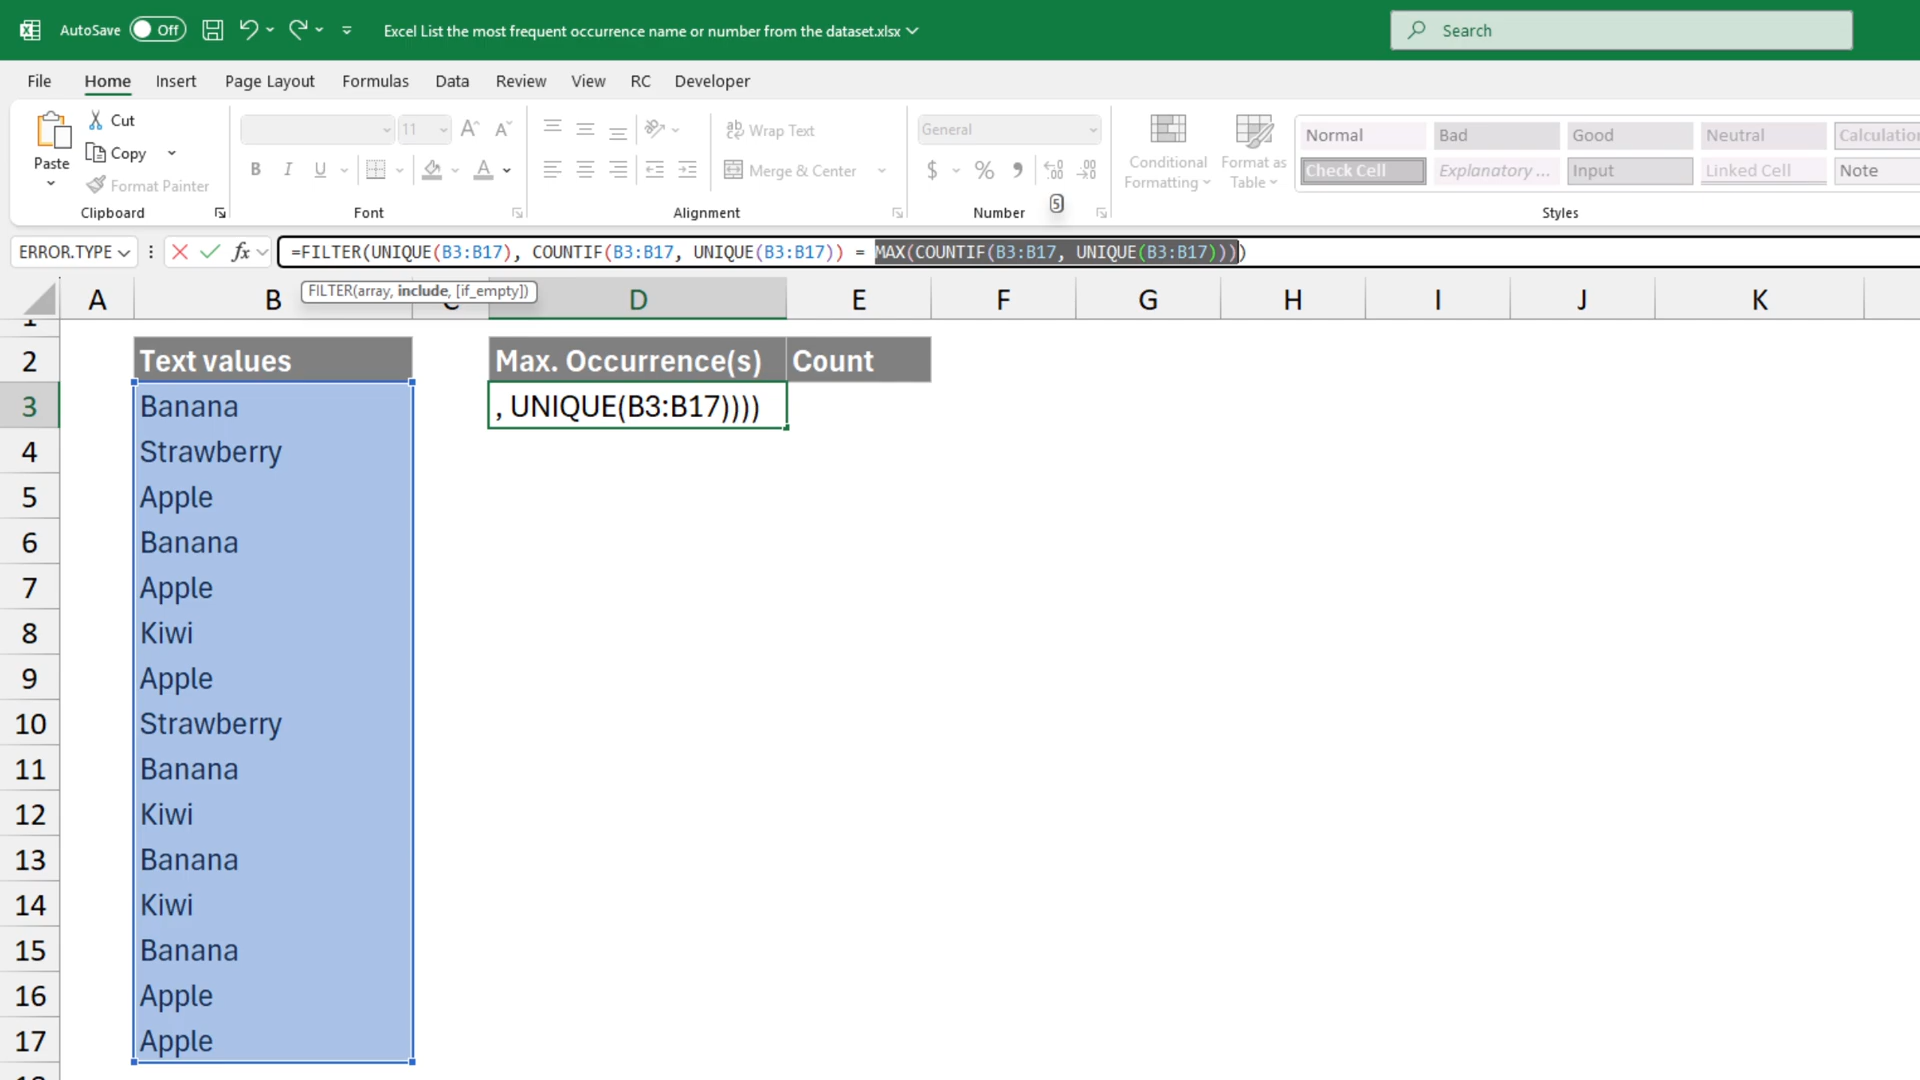 AutoSave Off Excel List the most frequent occurrence name or number from the dataset.xlsx Search
File Home Insert Page Layout Formulas Data Review View RC Developer
Paste
Cut
Copy
Format Painter
Clipboard
11
B I U
Font
Wrap Text
Merge & Center
Alignment
General
$ % 9
Number
5
Conditional Formatting
Format as Table
Normal Bad Good Neutral Calculatio
Check Cell Explanatory ... Input Linked Cell Note
Styles
ERROR.TYPE fx =FILTER(UNIQUE(B3:B17), COUNTIF(B3:B17, UNIQUE(B3:B17)) = MAX(COUNTIF(B3:B17, UNIQUE(B3:B17))))
FILTER(array, include, [if_empty])
A B C D E F G H I J K
1
2 Text values Max. Occurrence(s) Count
3 Banana , UNIQUE(B3:B17))))
4 Strawberry
5 Apple
6 Banana
7 Apple
8 Kiwi
9 Apple
10 Strawberry
11 Banana
12 Kiwi
13 Banana
14 Kiwi
15 Banana
16 Apple
17 Apple
18